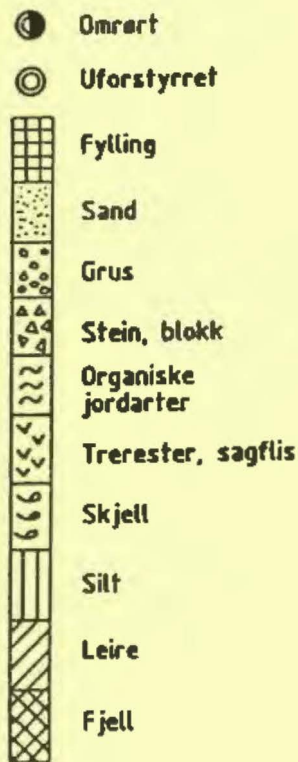 Omrørt
Uforstyrret
Fylling
Sand
Grus
Stein, blokk
Organiske
jordarter
Trerester, sagflis
Skjell
Silt
Leire
Fjell